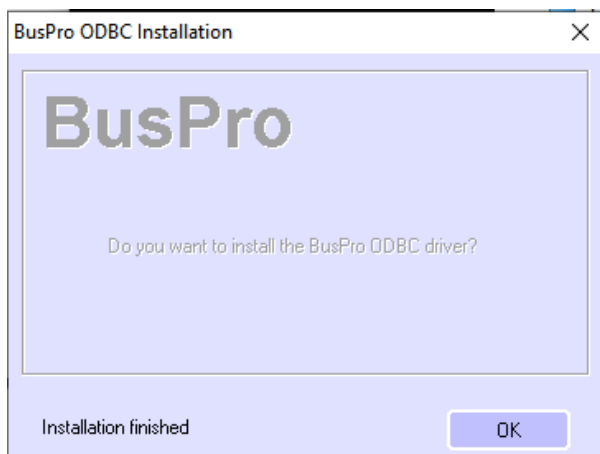 BusPro ODBC Installation
BusPro
Do you want to install the BusPro ODBC driver?
Installation finished
OK